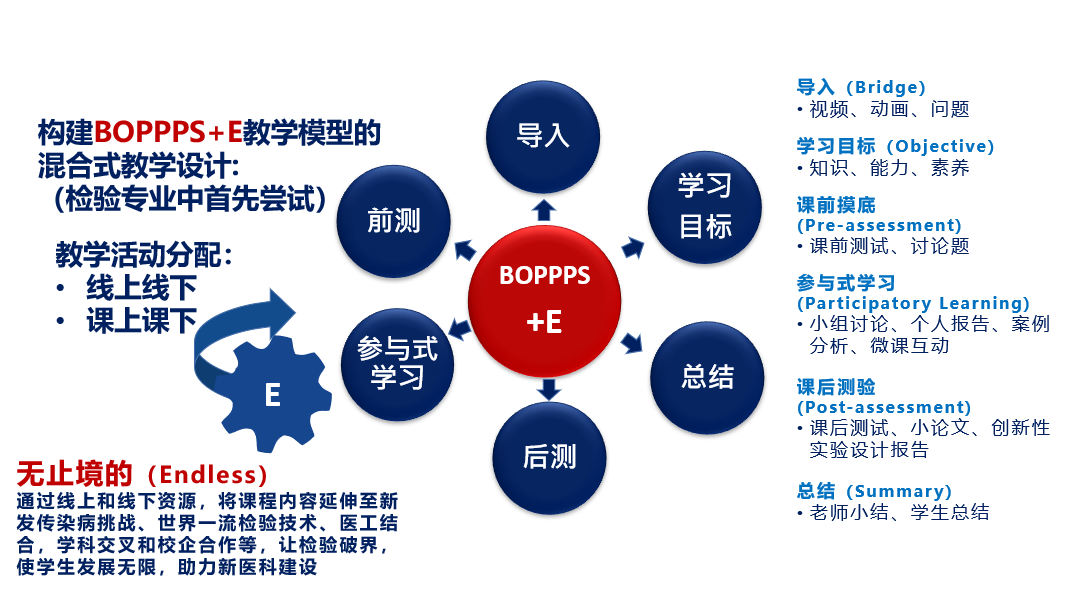 构建BOPPPS+E教学模型的
混合式教学设计:
（检验专业中首先尝试）
教学活动分配：
• 线上线下
• 课上课下
E
无止境的（Endless）
通过线上和线下资源，将课程内容延伸至新
发传染病挑战、世界一流检验技术、医工结
合，学科交叉和校企合作等，让检验破界，
使学生发展无限，助力新医科建设
导入
学习
目标
前测
BOPPPS
+E
参与式
学习
总结
后测
导入（Bridge）
• 视频、动画、问题
学习目标（Objective）
• 知识、能力、素养
课前摸底
(Pre-assessment)
• 课前测试、讨论题
参与式学习
(Participatory Learning)
• 小组讨论、个人报告、案例
分析、微课互动
课后测验
(Post-assessment)
• 课后测试、小论文、创新性
实验设计报告
总结（Summary）
• 老师小结、学生总结